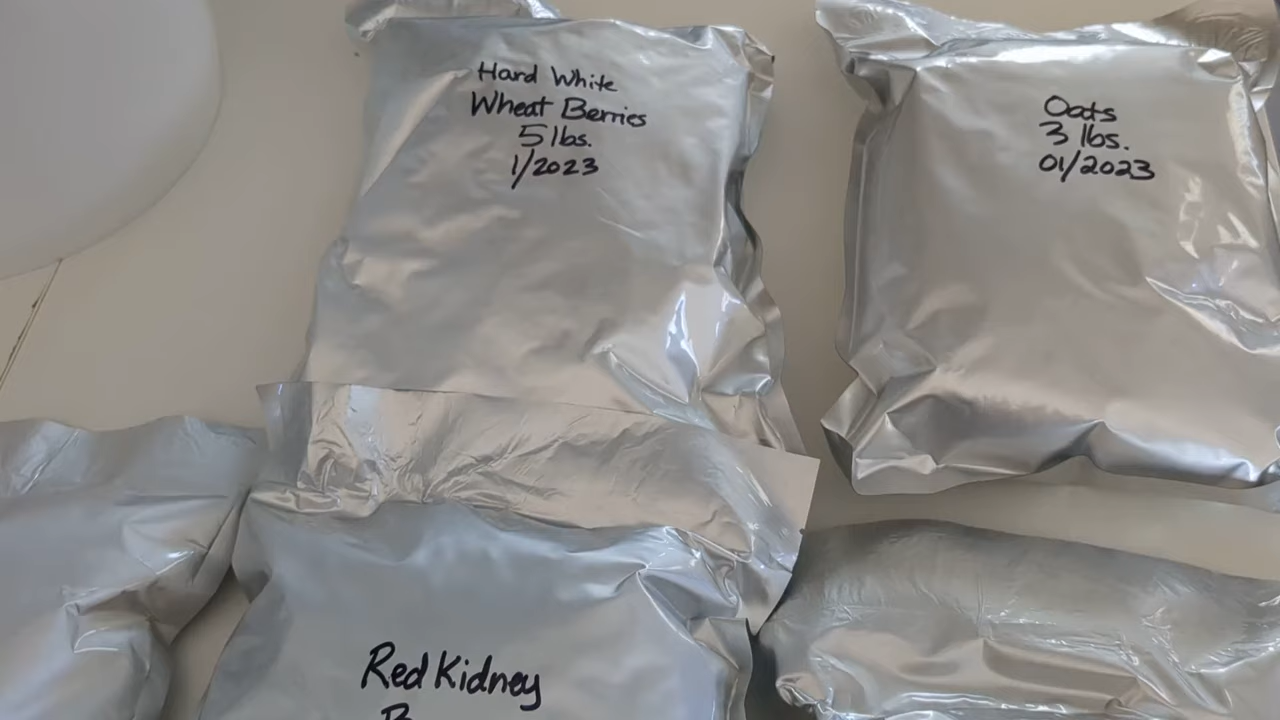 Hard White
Wheat Berries
5 lbs.
1/2023
Oats
3 lbs.
01/2023
Red Kidney